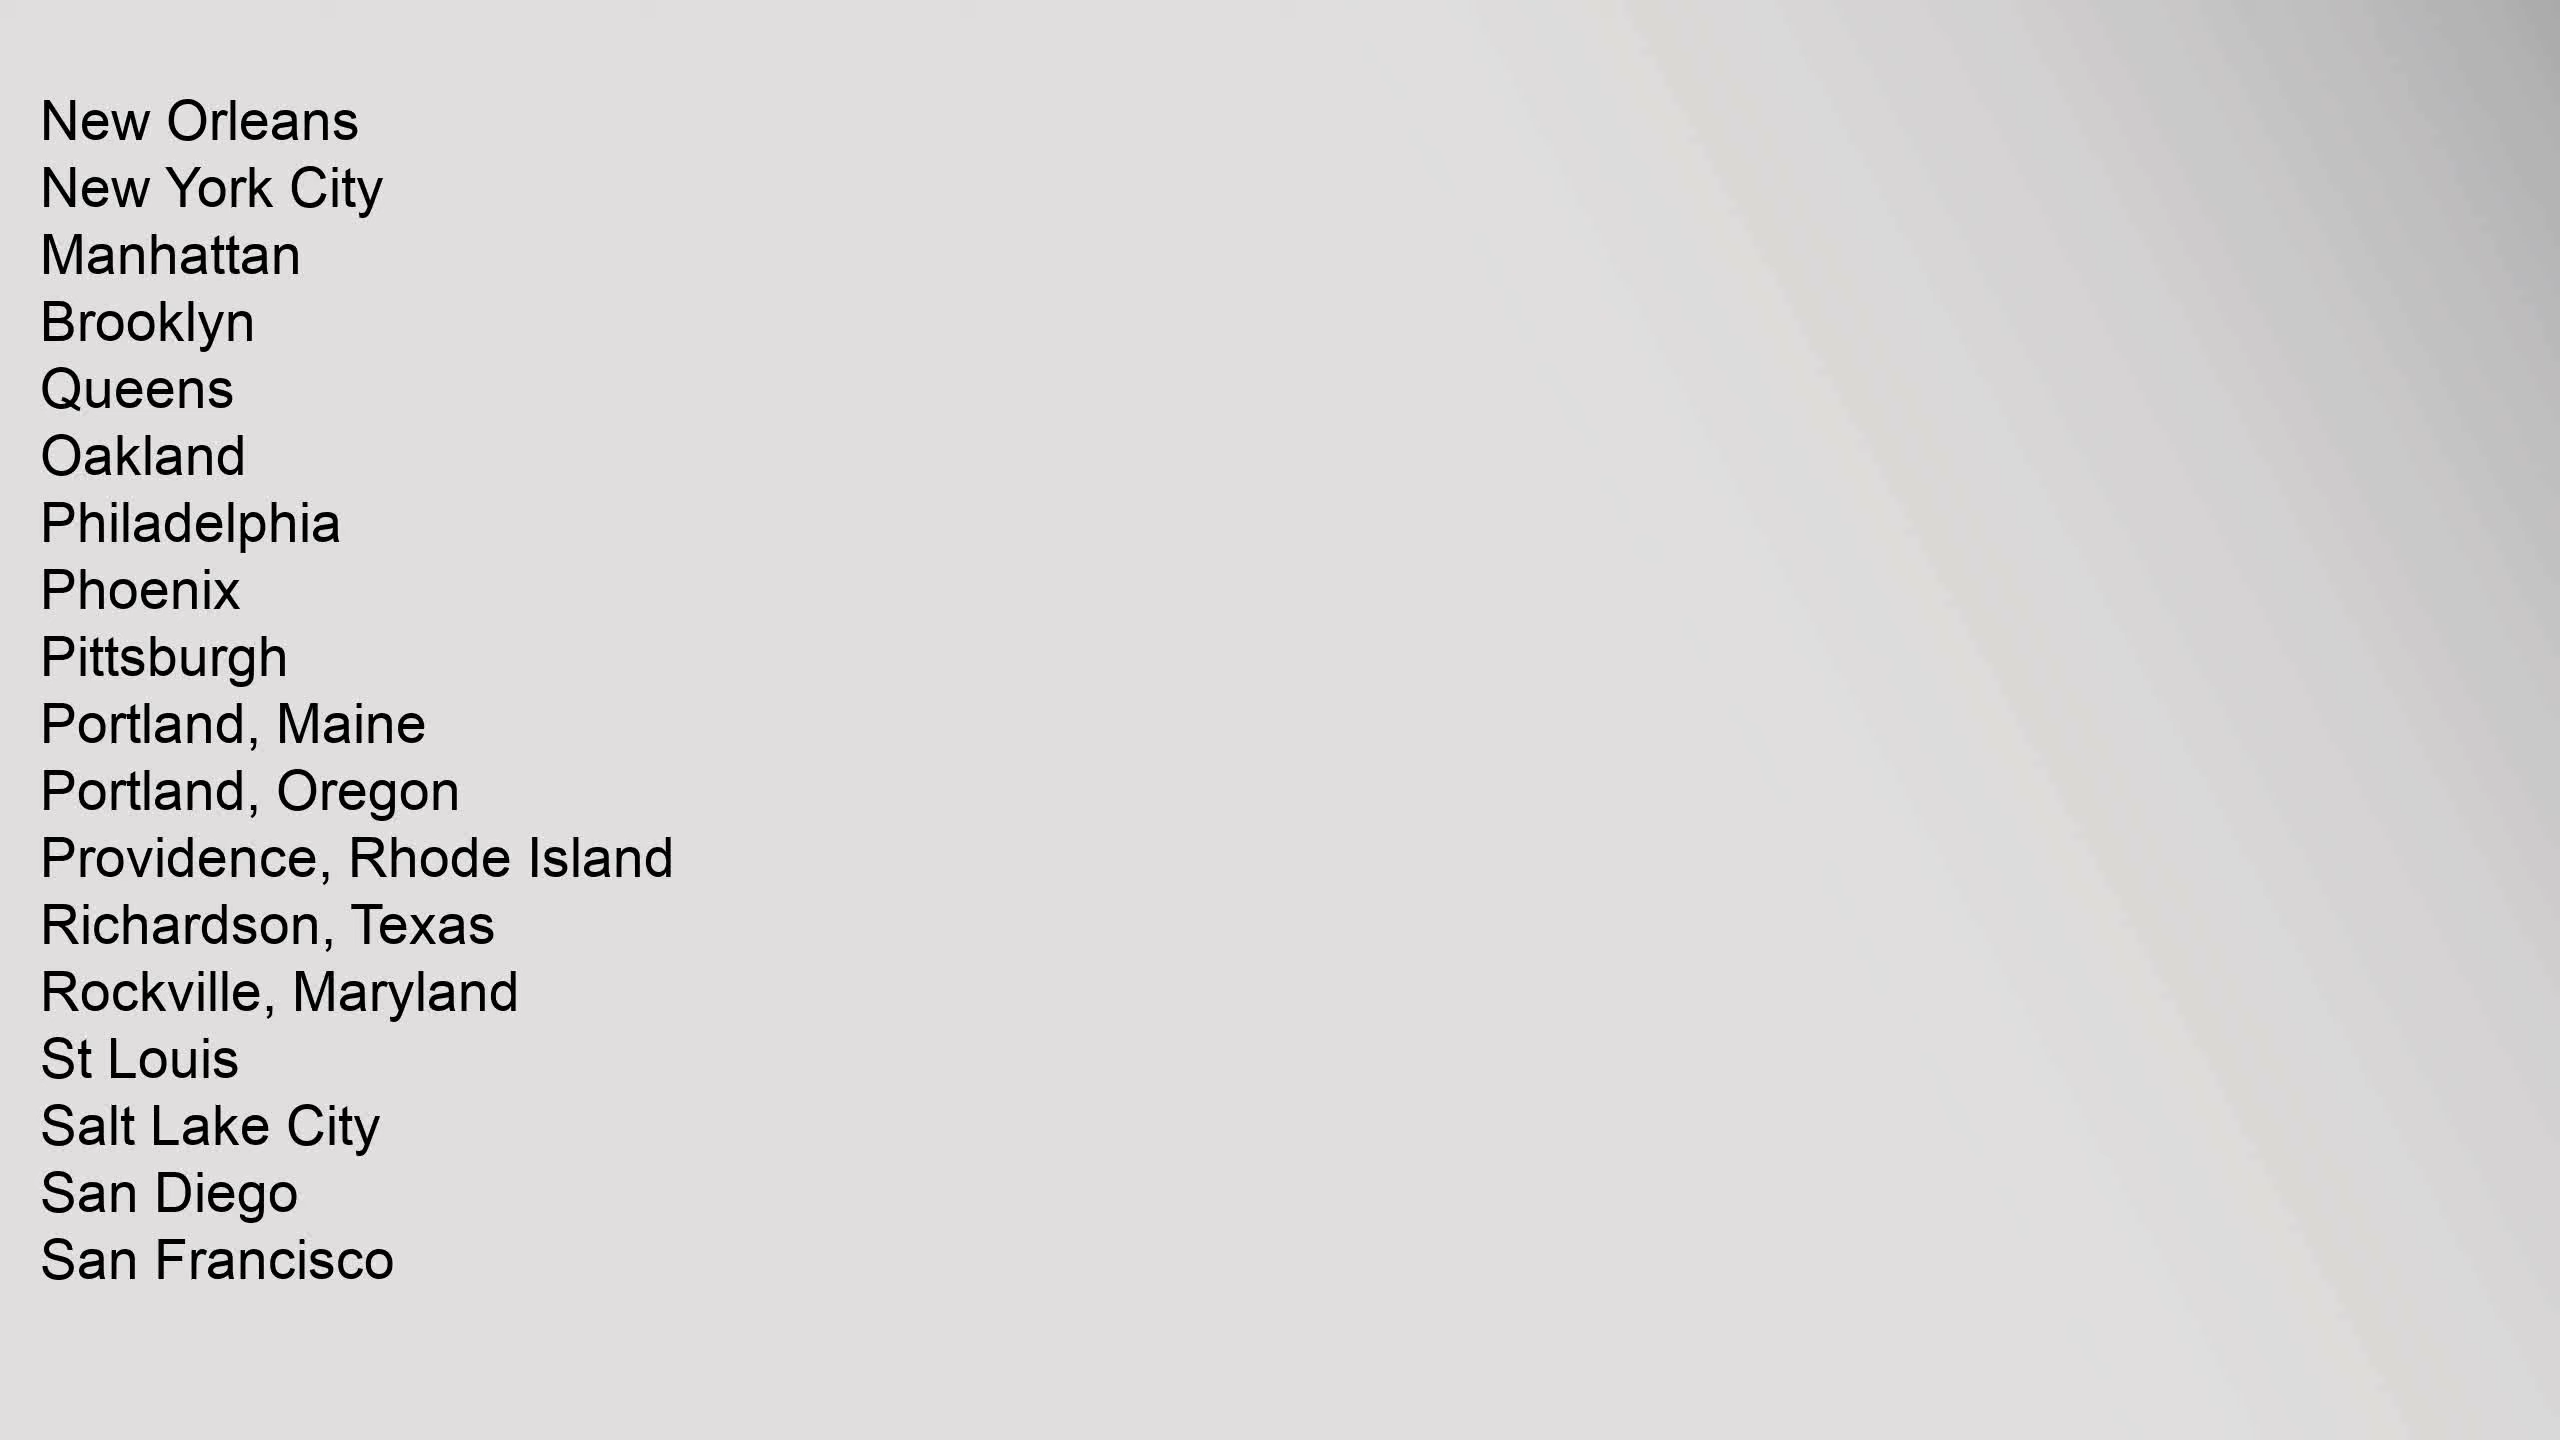 New Orleans
New York City
Manhattan
Brooklyn
Queens
Oakland
Philadelphia
Phoenix
Pittsburgh
Portland, Maine
Portland, Oregon
Providence, Rhode Island
Richardson, Texas
Rockville, Maryland
St Louis
Salt Lake City
San Diego
San Francisco